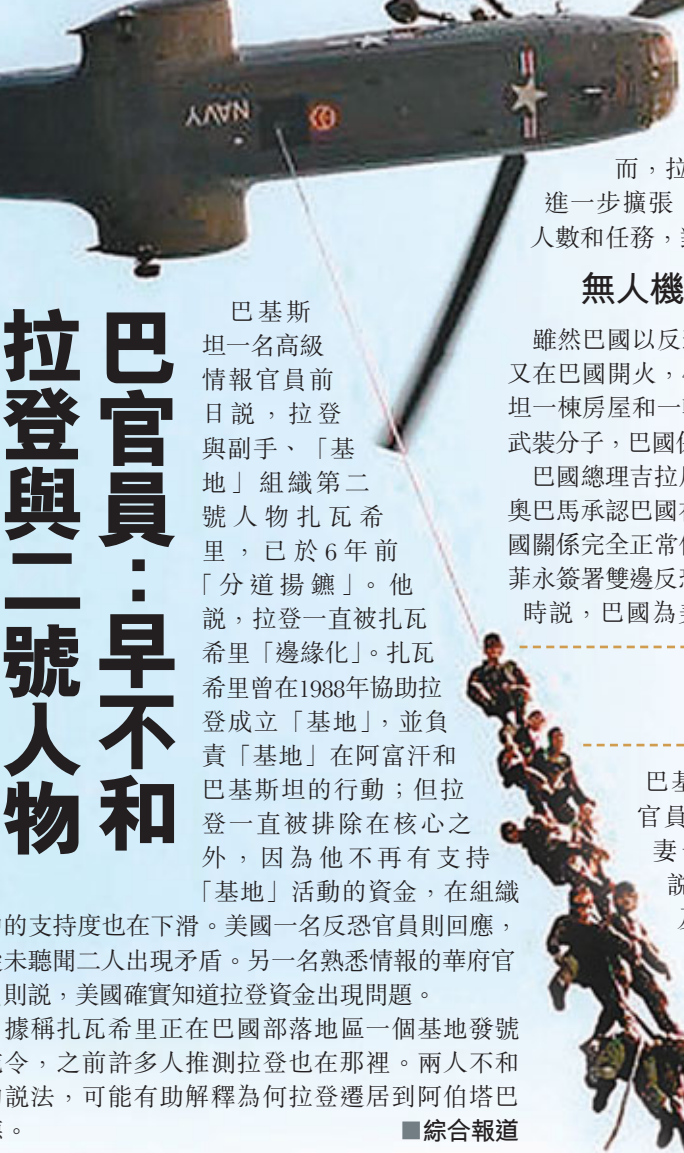 NAVY
巴官員：早不和
拉登與二號人物
巴基斯
坦一名高級
情報官員前
日説，拉登
與副手、「基
地」組織第二
號人物扎瓦希
里，已於6年前
「分道揚鑣」。他
説，拉登一直被扎瓦
希里「邊緣化」。扎瓦
希里曾在1988年協助拉
登成立「基地」，並負
責「基地」在阿富汗和
巴基斯坦的行動；但拉
登一直被排除在核心之
外，因為他不再有支持
「基地」活動的資金，在組織
的支持度也在下滑。美國一名反恐官員則回應，
未聽聞二人出現矛盾。另一名熟悉情報的華府官
則説，美國確實知道拉登資金出現問題。
據稱扎瓦希里正在巴國部落地區一個基地發號
令，之前許多人推測拉登也在那裡。兩人不和
説法，可能有助解釋為何拉登遷居到阿伯塔巴
。
■綜合報道
而，拉
進一步擴張
人數和任務，
無人機
雖然巴國以反
又在巴國開火，
坦一棟房屋和一
武裝分子，巴國
巴國總理吉拉
奧巴馬承認巴國
國關係完全正常
菲永簽署雙邊反
時説，巴國為
巴基
官員
妻
説